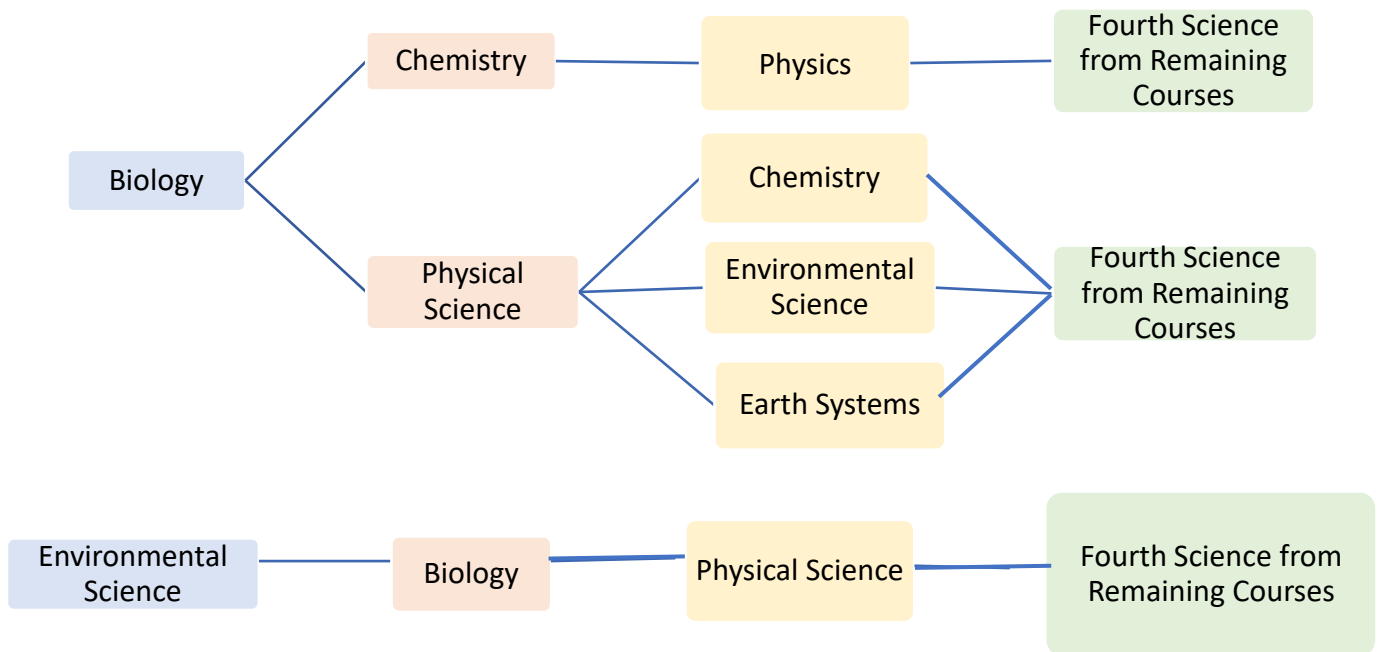 Chemistry
Physics
Fourth Science
from Remaining
Courses
Biology
Chemistry
Physical
Science
Environmental
Science
Fourth Science
from Remaining
Courses
Earth Systems
Environmental
Science
Biology
Physical Science
Fourth Science from
Remaining Courses